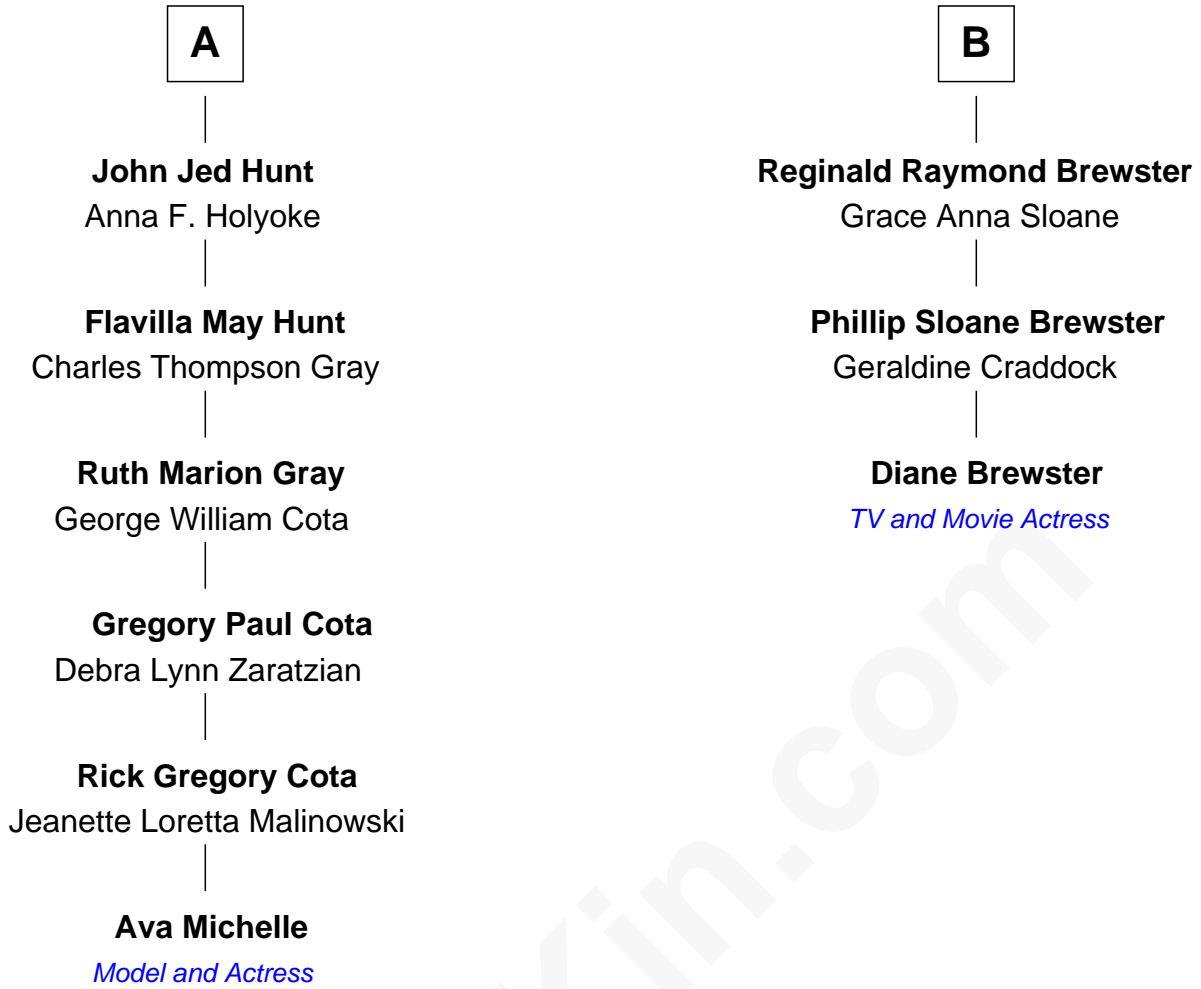 A
John Jed Hunt
Anna F. Holyoke
Flavilla May Hunt
Charles Thompson Gray
Ruth Marion Gray
George William Cota
Gregory Paul Cota
Debra Lynn Zaratzian
Rick Gregory Cota
Jeanette Loretta Malinowski
Ava Michelle
Model and Actress
B
Reginald Raymond Brewster
Grace Anna Sloane
Phillip Sloane Brewster
Geraldine Craddock
Diane Brewster
TV and Movie Actress
Kin.com